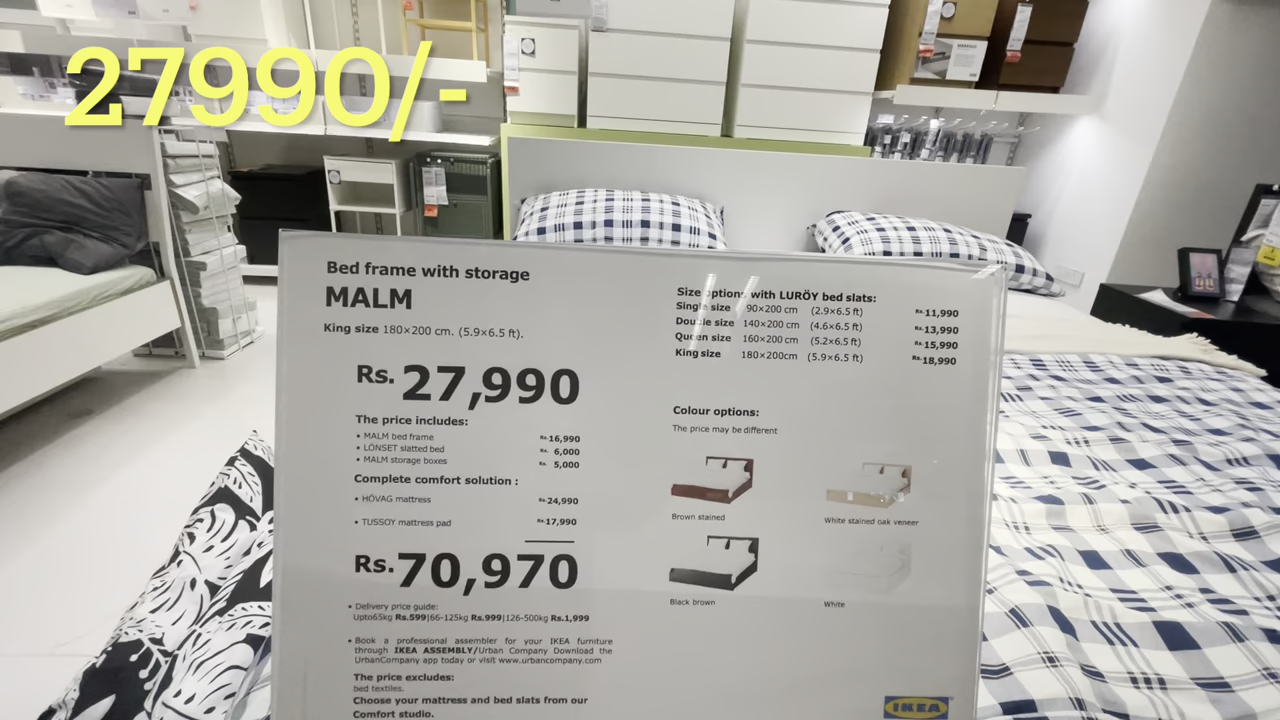 27990/-
Bed frame with storage
MALM
King size 180×200 cm. (5.9×6.5 ft).
Rs. 27,990
The price includes:
• MALM bed frame Rs. 16,990
• LÖNSET slatted bed Rs. 6,000
• MALM storage boxes Rs. 5,000
Complete comfort solution :
• HÖVAG mattress Rs. 24,990
• TUSSOY mattress pad Rs. 17,990
Rs. 70,970
• Delivery price guide:
Upto65kg Rs.599|66-125kg Rs.999|126-500kg Rs.1,999
• Book a professional assembler for your IKEA furniture
through IKEA ASSEMBLY/Urban Company Download the
UrbanCompany app today or visit www.urbancompany.com
The price excludes:
bed textiles.
Choose your mattress and bed slats from our
Comfort studio.
Size options with LURÖY bed slats:
Single size 90×200 cm (2.9×6.5 ft) Rs. 11,990
Double size 140×200 cm (4.6×6.5 ft) Rs. 13,990
Queen size 160×200 cm (5.2×6.5 ft) Rs. 15,990
King size 180×200cm (5.9×6.5 ft) Rs. 18,990
Colour options:
The price may be different
Brown stained
White stained oak veneer
Black brown
White
IKEA